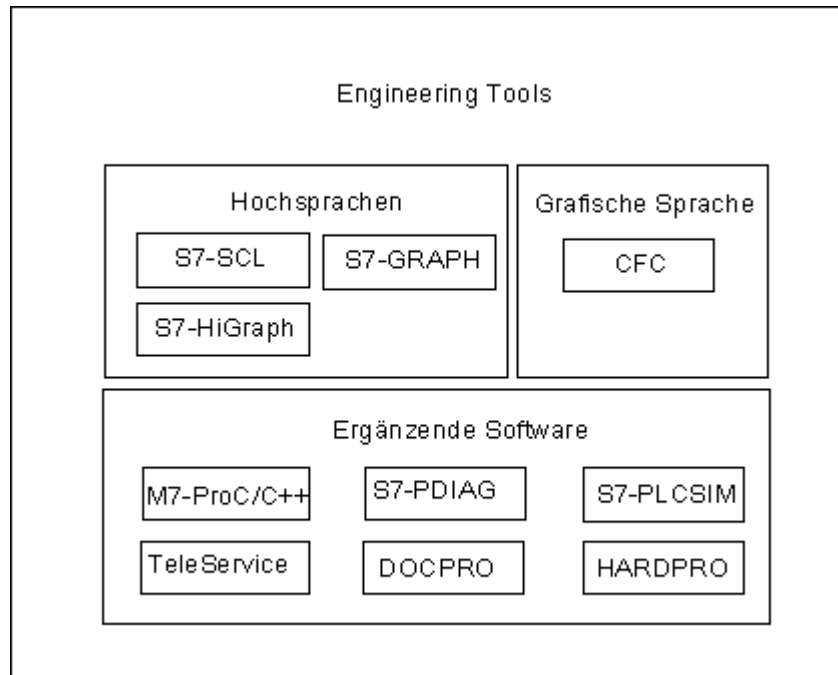 Engineering Tools
Hochsprachen
S7-SCL
S7-GRAPH
S7-HiGraph
Grafische Sprache
CFC
Ergänzende Software
M7-ProC/C++
S7-PDIAG
S7-PLCSIM
TeleService
DOCPRO
HARDPRO